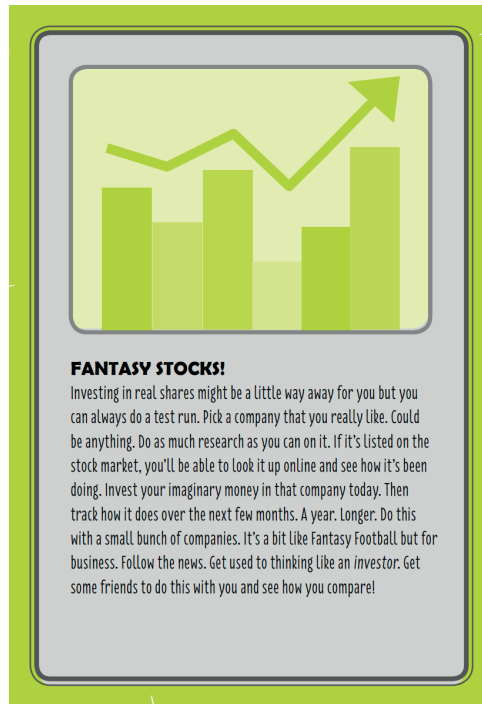 FANTASY STOCKS!
Investing in real shares might be a little way away for you but you
can always do a test run. Pick a company that you really like. Could
be anything. Do as much research as you can on it. If it's listed on the
stock market, you'll be able to look it up online and see how it's been
doing. Invest your imaginary money in that company today. Then
track how it does over the next few months. A year. Longer. Do this
with a small bunch of companies. It's a bit like Fantasy Football but for
business. Follow the news. Get used to thinking like an investor. Get
some friends to do this with you and see how you compare!